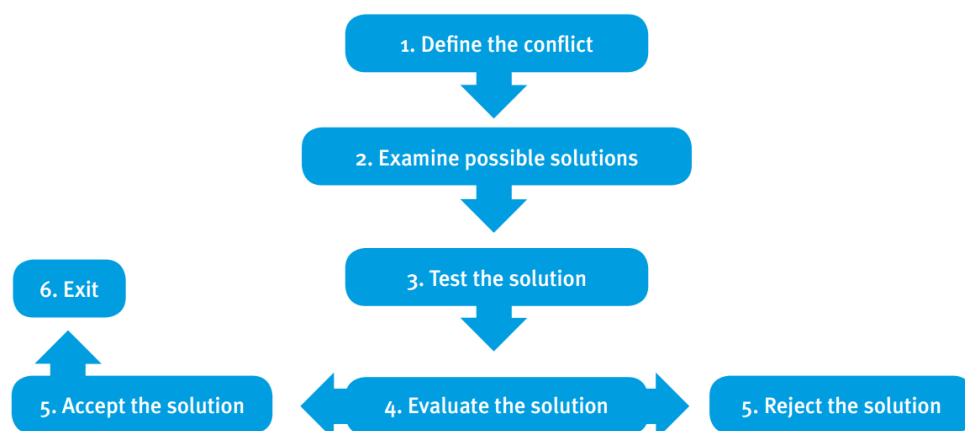 1. Define the conflict
2. Examine possible solutions
3. Test the solution
6. Exit
5. Accept the solution
4. Evaluate the solution
5. Reject the solution